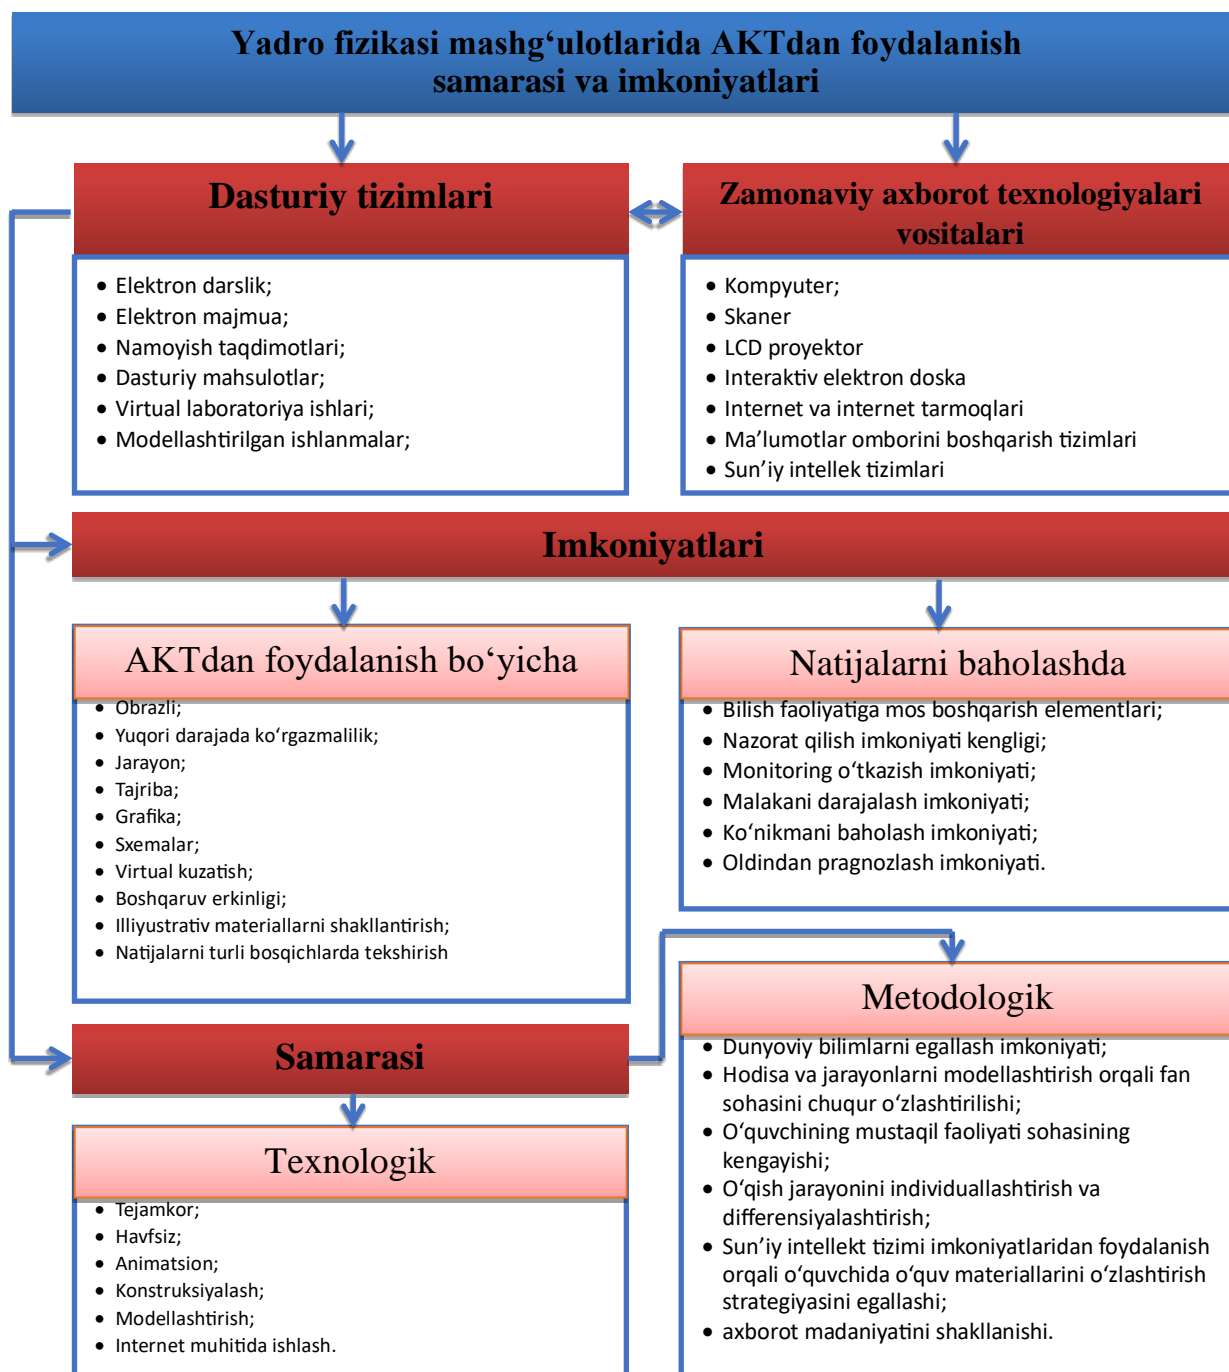 Yadro fizikasi mashg‘ulotlarida AKTdan foydalanish
samarasi va imkoniyatlari
Dasturiy tizimlari
• Elektron darslik;
• Elektron majmua;
• Namoyish taqdimotlari;
• Dasturiy mahsulotlar;
• Virtual laboratoriya ishlari;
• Modellashtirilgan ishlanmalar;
Zamonaviy axborot texnologiyalari
vositalari
• Kompyuter;
• Skaner
• LCD proyektor
• Interaktiv elektron doska
• Internet va internet tarmoqlari
• Ma’lumotlar omborini boshqarish tizimlari
• Sun’iy intellek tizimlari
Imkoniyatlari
AKTdan foydalanish bo‘yicha
• Obrazli;
• Yuqori darajada ko‘rgazmalilik;
• Jarayon;
• Tajriba;
• Grafika;
• Sxemalar;
• Virtual kuzatish;
• Boshqaruv erkinligi;
• Illiyustrativ materiallarni shakllantirish;
• Natijalarni turli bosqichlarda tekshirish
Natijalarni baholashda
• Bilish faoliyatiga mos boshqarish elementlari;
• Nazorat qilish imkoniyati kengligi;
• Monitoring o‘tkazish imkoniyati;
• Malakani darajalash imkoniyati;
• Ko‘nikmani baholash imkoniyati;
• Oldindan pragnozlash imkoniyati.
Samarasi
Texnologik
• Tejamkor;
• Havfsiz;
• Animatsion;
• Konstruksiyalash;
• Modellashtirish;
• Internet muhitida ishlash.
Metodologik
• Dunyoviy bilimlarni egallash imkoniyati;
• Hodisa va jarayonlarni modellashtirish orqali fan
sohasini chuqur o‘zlashtirilishi;
• O‘quvchining mustaqil faoliyati sohasining
kengayishi;
• O‘qish jarayonini individuallashtirish va
differensiyalashtirish;
• Sun’iy intellekt tizimi imkoniyatlaridan foydalanish
orqali o‘quvchida o‘quv materiallarini o‘zlashtirish
strategiyasini egallashi;
• axborot madaniyatini shakllanishi.